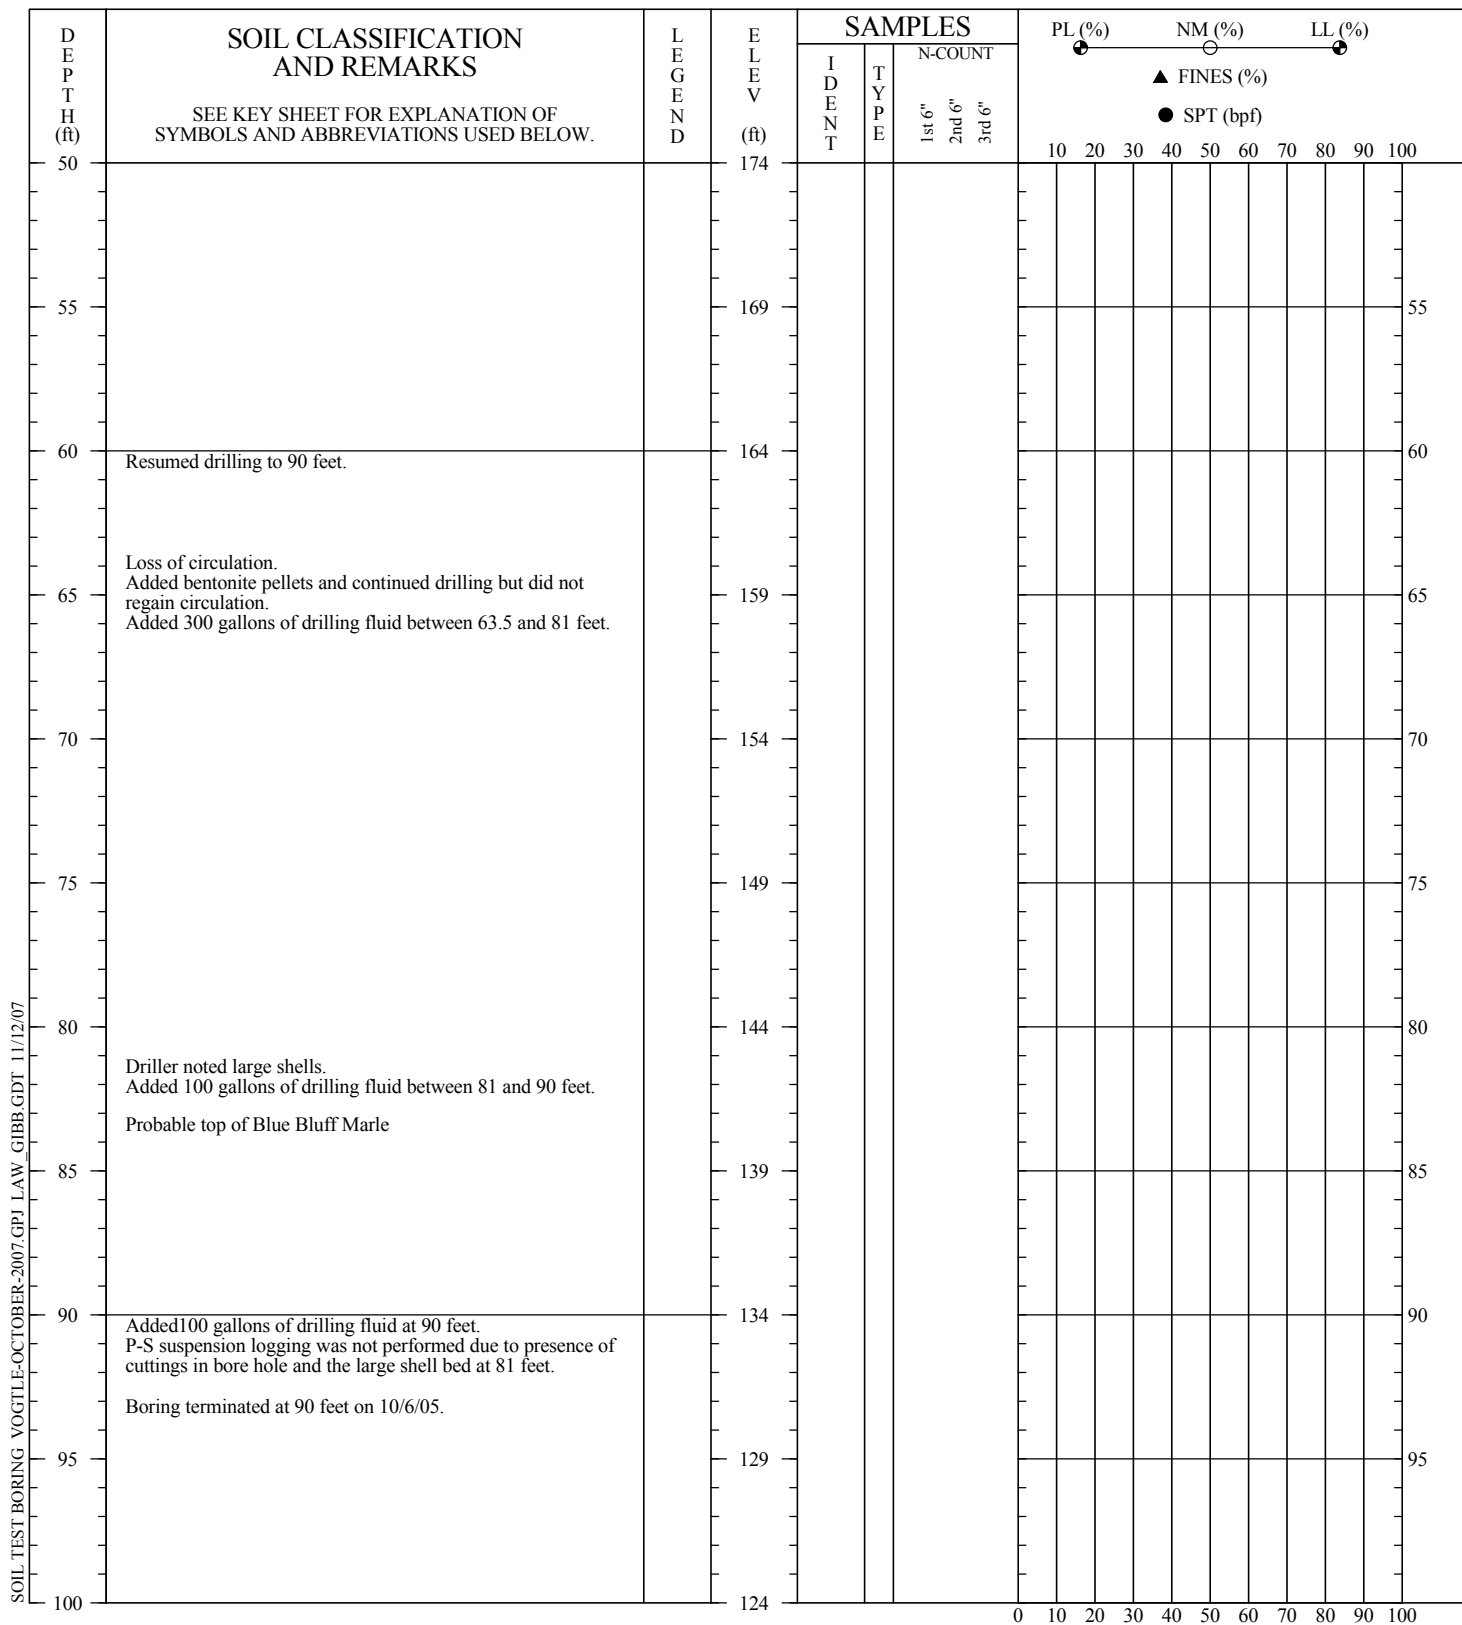 DEPTH (ft)
SOIL CLASSIFICATION
AND REMARKS
SEE KEY SHEET FOR EXPLANATION OF
SYMBOLS AND ABBREVIATIONS USED BELOW.
LEGEND
ELEV (ft)
SAMPLES
IDENT
TYPE
N-COUNT
1st 6"
2nd 6"
3rd 6"
PL (%) NM (%) LL (%)
▲ FINES (%)
● SPT (bpf)
10 20 30 40 50 60 70 80 90 100
50 174
55 169 55
60 164 60
Resumed drilling to 90 feet.
Loss of circulation.
Added bentonite pellets and continued drilling but did not
65 159 65
regain circulation.
Added 300 gallons of drilling fluid between 63.5 and 81 feet.
70 154 70
75 149 75
80 144 80
Driller noted large shells.
Added 100 gallons of drilling fluid between 81 and 90 feet.
Probable top of Blue Bluff Marle
85 139 85
90 134 90
Added100 gallons of drilling fluid at 90 feet.
P-S suspension logging was not performed due to presence of
cuttings in bore hole and the large shell bed at 81 feet.
Boring terminated at 90 feet on 10/6/05.
95 129 95
100 124
0 10 20 30 40 50 60 70 80 90 100
SOIL TEST BORING VOGTLE-OCTOBER-2007.GPJ LAW_GIBB.GDT 11/12/07